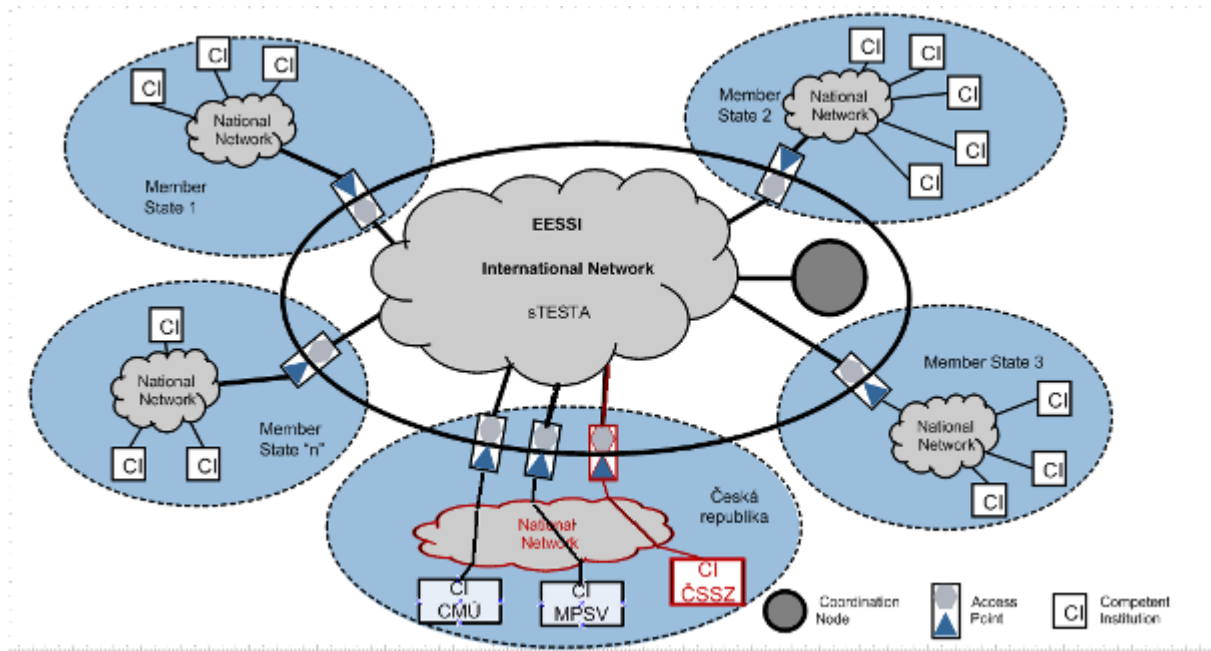 CI
CI
CI
National
Network
Member
State 1
CI
CI
CI
CI
CI
Member
State 2
National
Network
EESSI
International Network
sTESTA
CI
National
Network
Member
State "n"
CI
CI
Member State 3
CI
National
Network
CI
CI
Česká
republika
National
Network
CI
CMÚ
CI
MPSV
CI
ČSSZ
Coordination
Node
Access
Point
CI
Competent
Institution